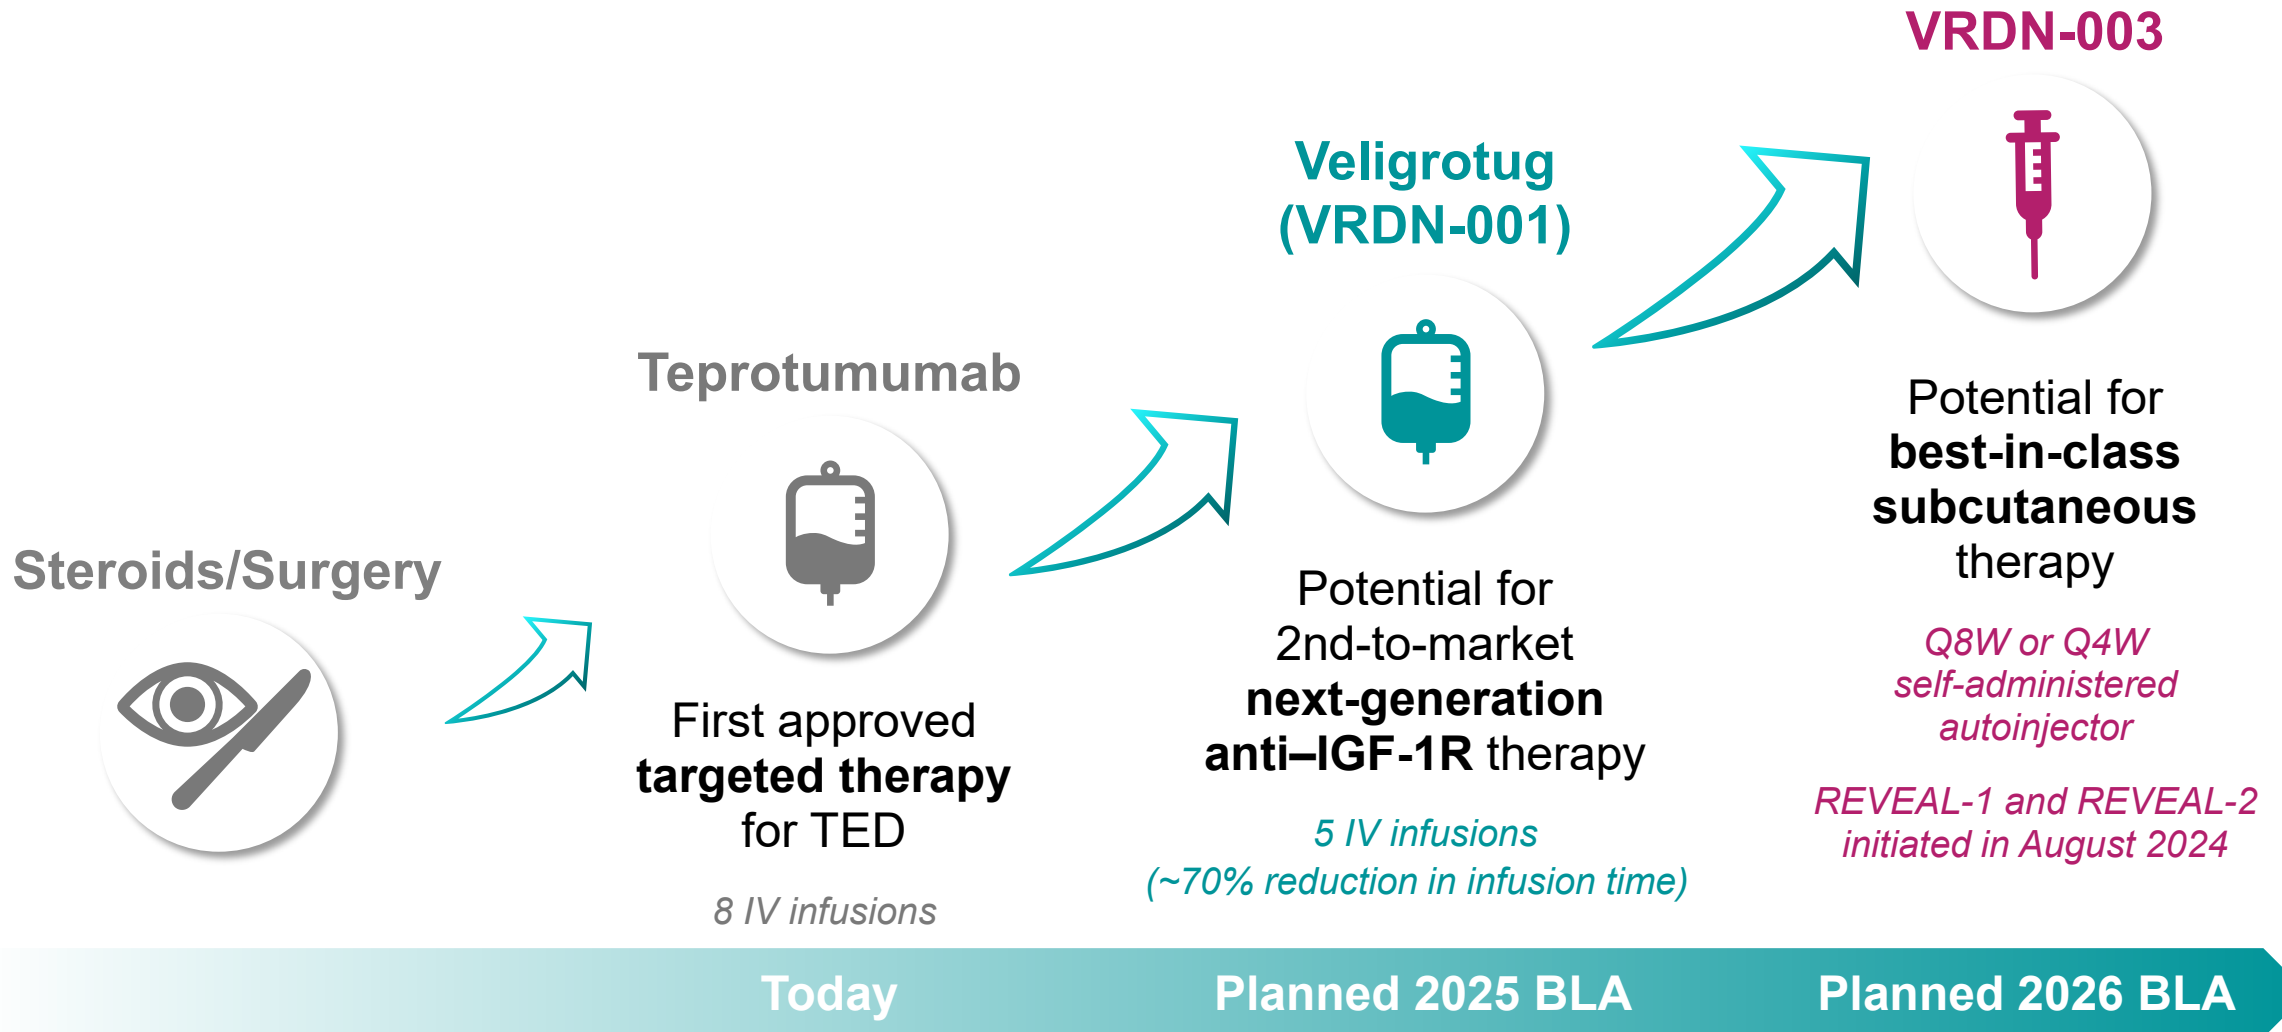 Steroids/Surgery
Teprotumumab
First approved
targeted therapy
for TED
8 IV infusions
Veligrotug
(VRDN-001)
Potential for
2nd-to-market
next-generation
anti–IGF-1R therapy
5 IV infusions
(~70% reduction in infusion time)
VRDN-003
Potential for
best-in-class
subcutaneous
therapy
Q8W or Q4W
self-administered
autoinjector
REVEAL-1 and REVEAL-2
initiated in August 2024
Today
Planned 2025 BLA
Planned 2026 BLA